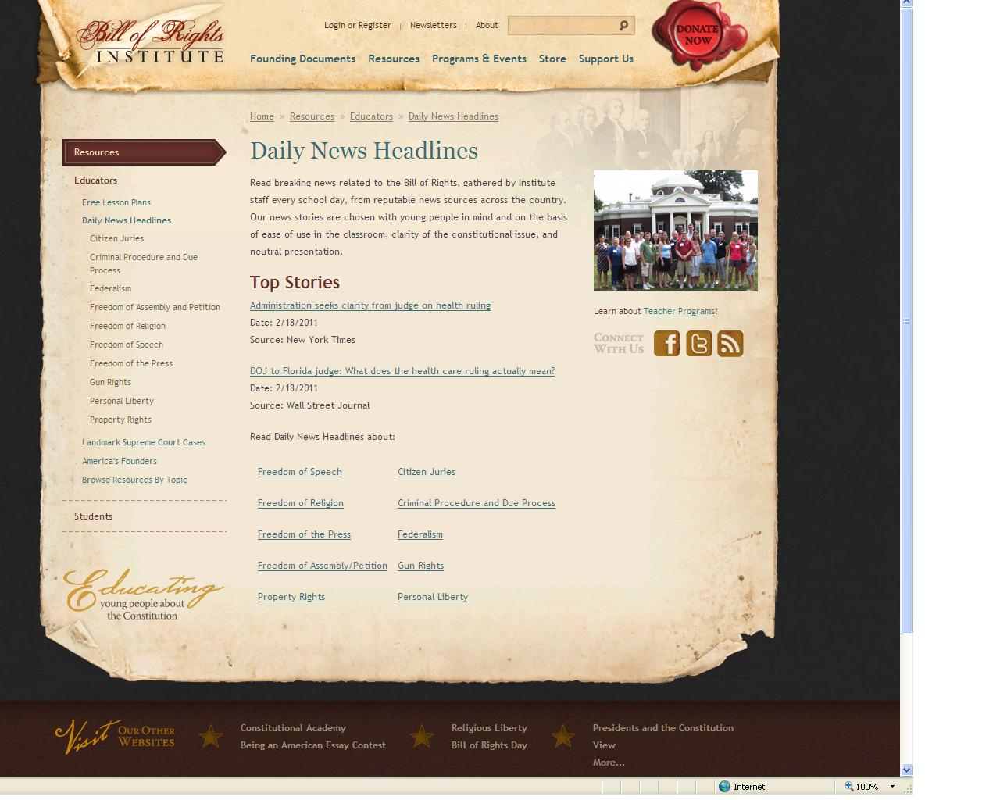 Bill of Rights
INSTITUTE
Login or Register | Newsletters | About
DONATE
NOW
Founding Documents Resources Programs & Events Store Support Us
Home » Resources » Educators » Daily News Headlines
Resources
Educators
Free Lesson Plans
Daily News Headlines
Citizen Juries
Criminal Procedure and Due
Process
Federalism
Freedom of Assembly and Petition
Freedom of Religion
Freedom of Speech
Freedom of the Press
Gun Rights
Personal Liberty
Property Rights
Landmark Supreme Court Cases
America's Founders
Browse Resources By Topic
Students
Educating
young people about
the Constitution
Daily News Headlines
Read breaking news related to the Bill of Rights, gathered by Institute
staff every school day, from reputable news sources across the country.
Our news stories are chosen with young people in mind and on the basis
of ease of use in the classroom, clarity of the constitutional issue, and
neutral presentation.
Top Stories
Administration seeks clarity from judge on health ruling
Date: 2/18/2011
Source: New York Times
DOJ to Florida judge: What does the health care ruling actually mean?
Date: 2/18/2011
Source: Wall Street Journal
Read Daily News Headlines about:
Freedom of Speech Citizen Juries
Freedom of Religion Criminal Procedure and Due Process
Freedom of the Press Federalism
Freedom of Assembly/Petition Gun Rights
Property Rights Personal Liberty
Learn about Teacher Programs!
CONNECT
WITH US
Visit OUR OTHER
WEBSITES
Constitutional Academy
Being an American Essay Contest
Religious Liberty
Bill of Rights Day
Presidents and the Constitution
View
More...
Internet
100%